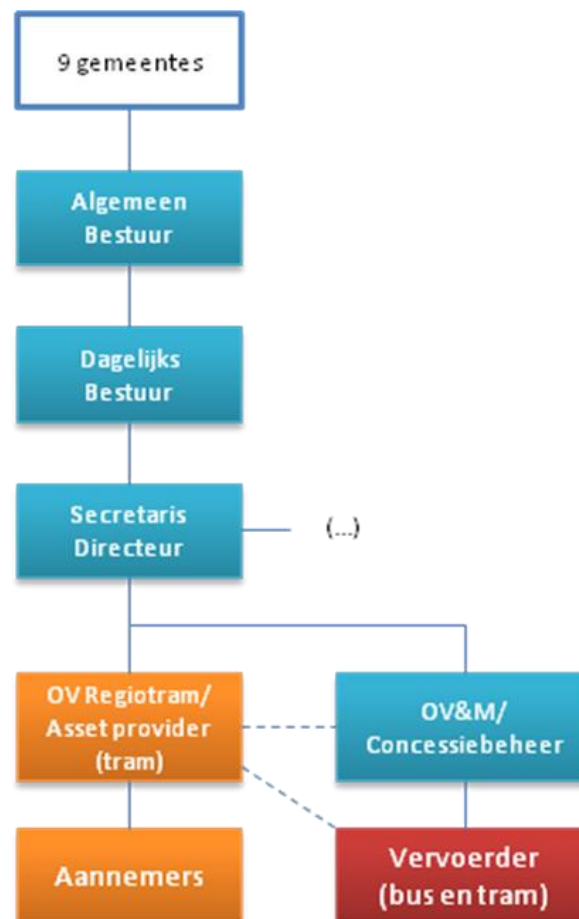 9 gemeentes
Algemeen
Bestuur
Dagelijks
Bestuur
Secretaris
Directeur
(...)
OV Regiotram/
Asset provider
(tram)
OV&M/
Concessiebeheer
Aannemers
Vervoerder
(bus en tram)